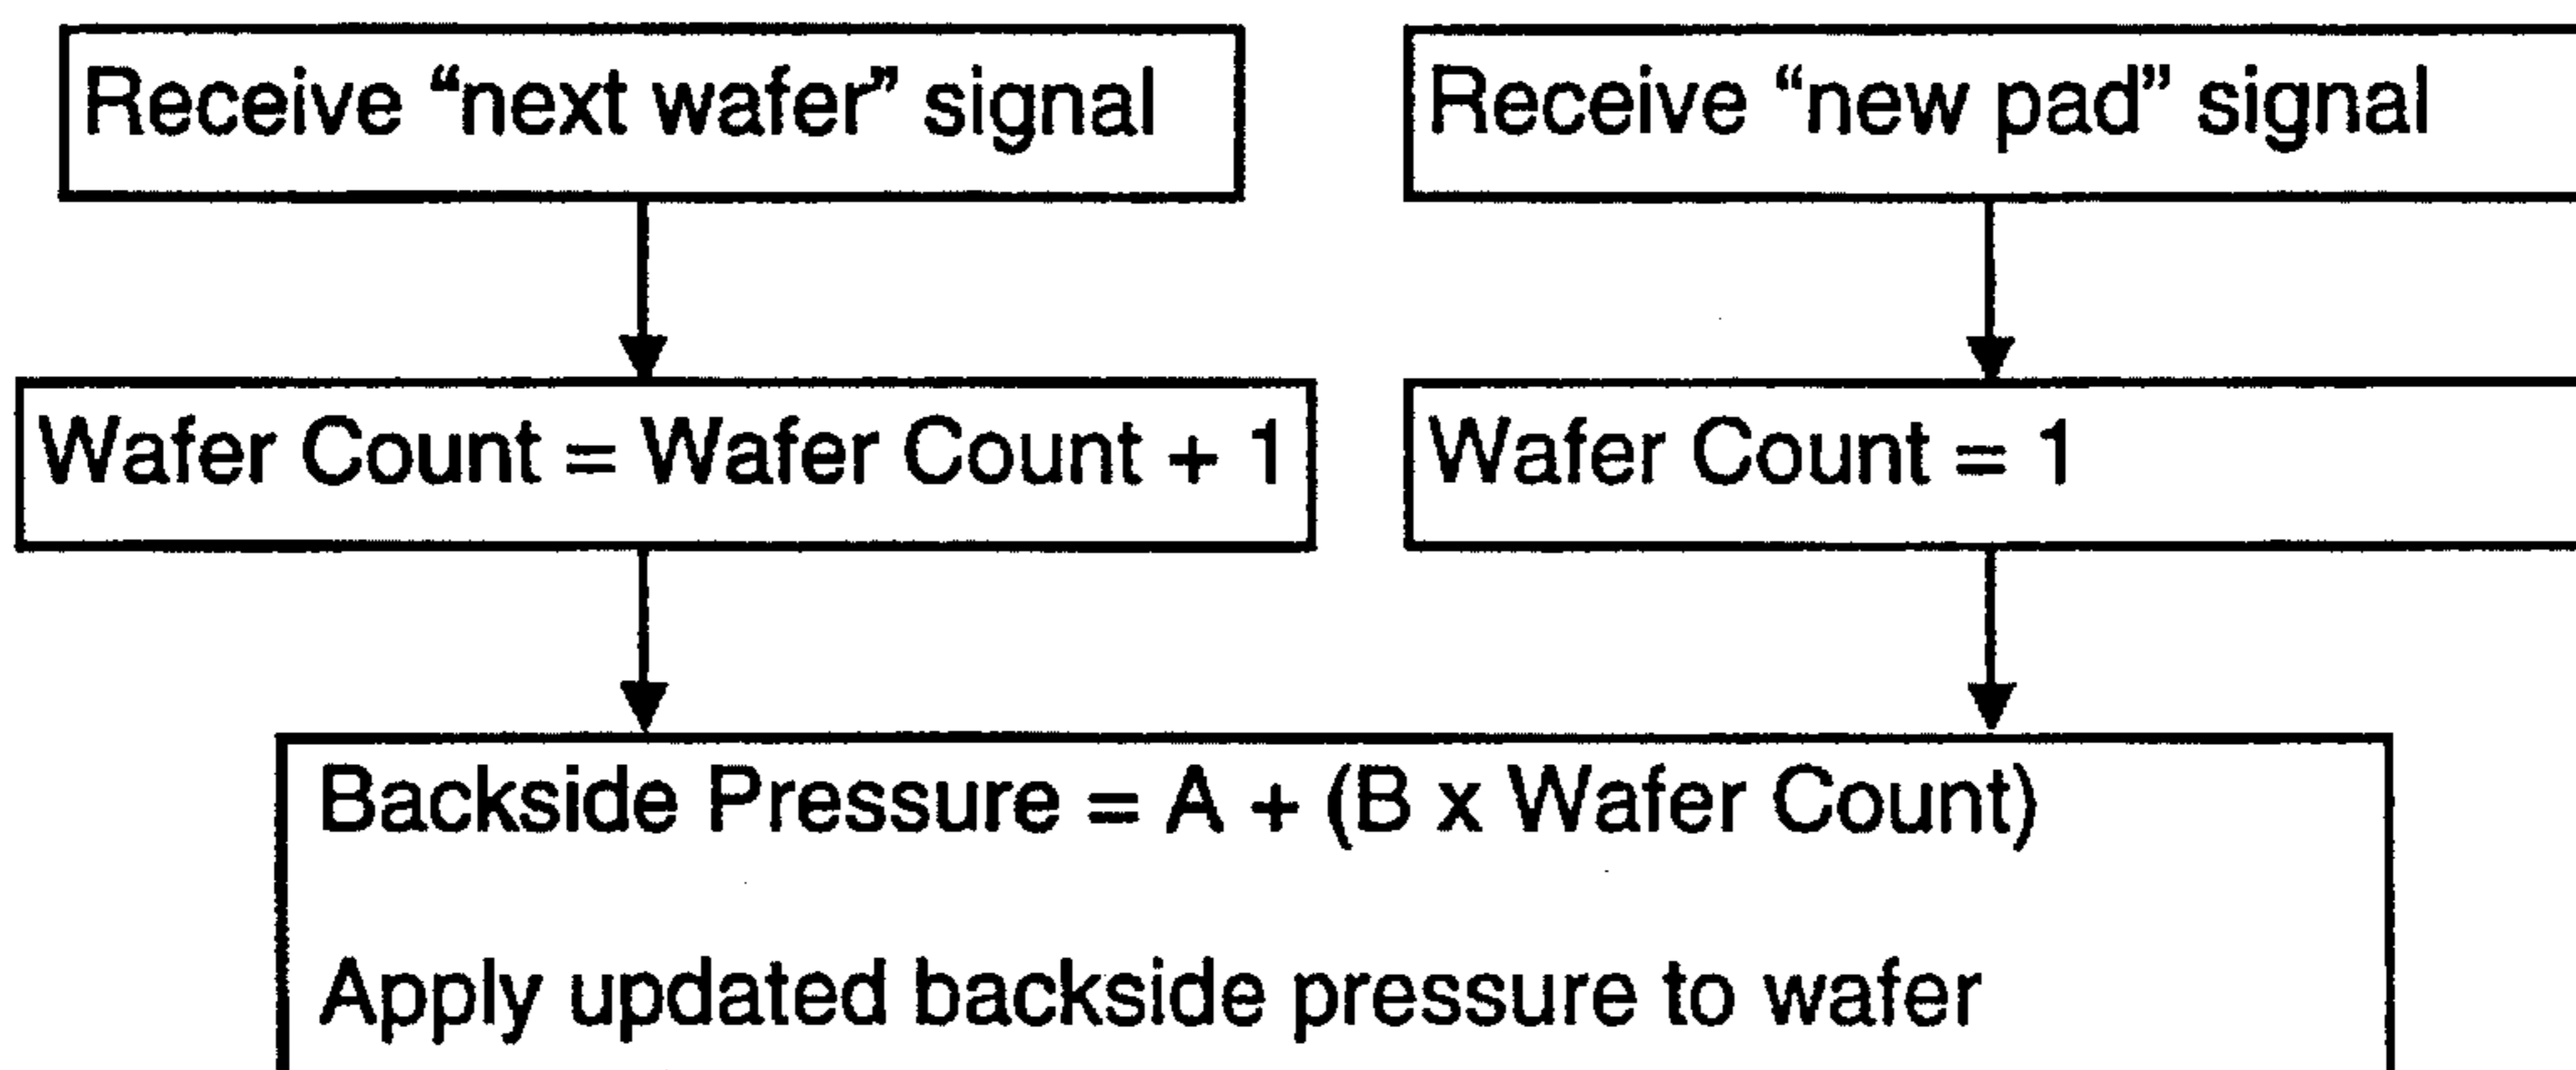 Receive “next wafer” signal
Receive “new pad” signal
Wafer Count = Wafer Count + 1
Wafer Count = 1
Backside Pressure = A + (B x Wafer Count)
Apply updated backside pressure to wafer